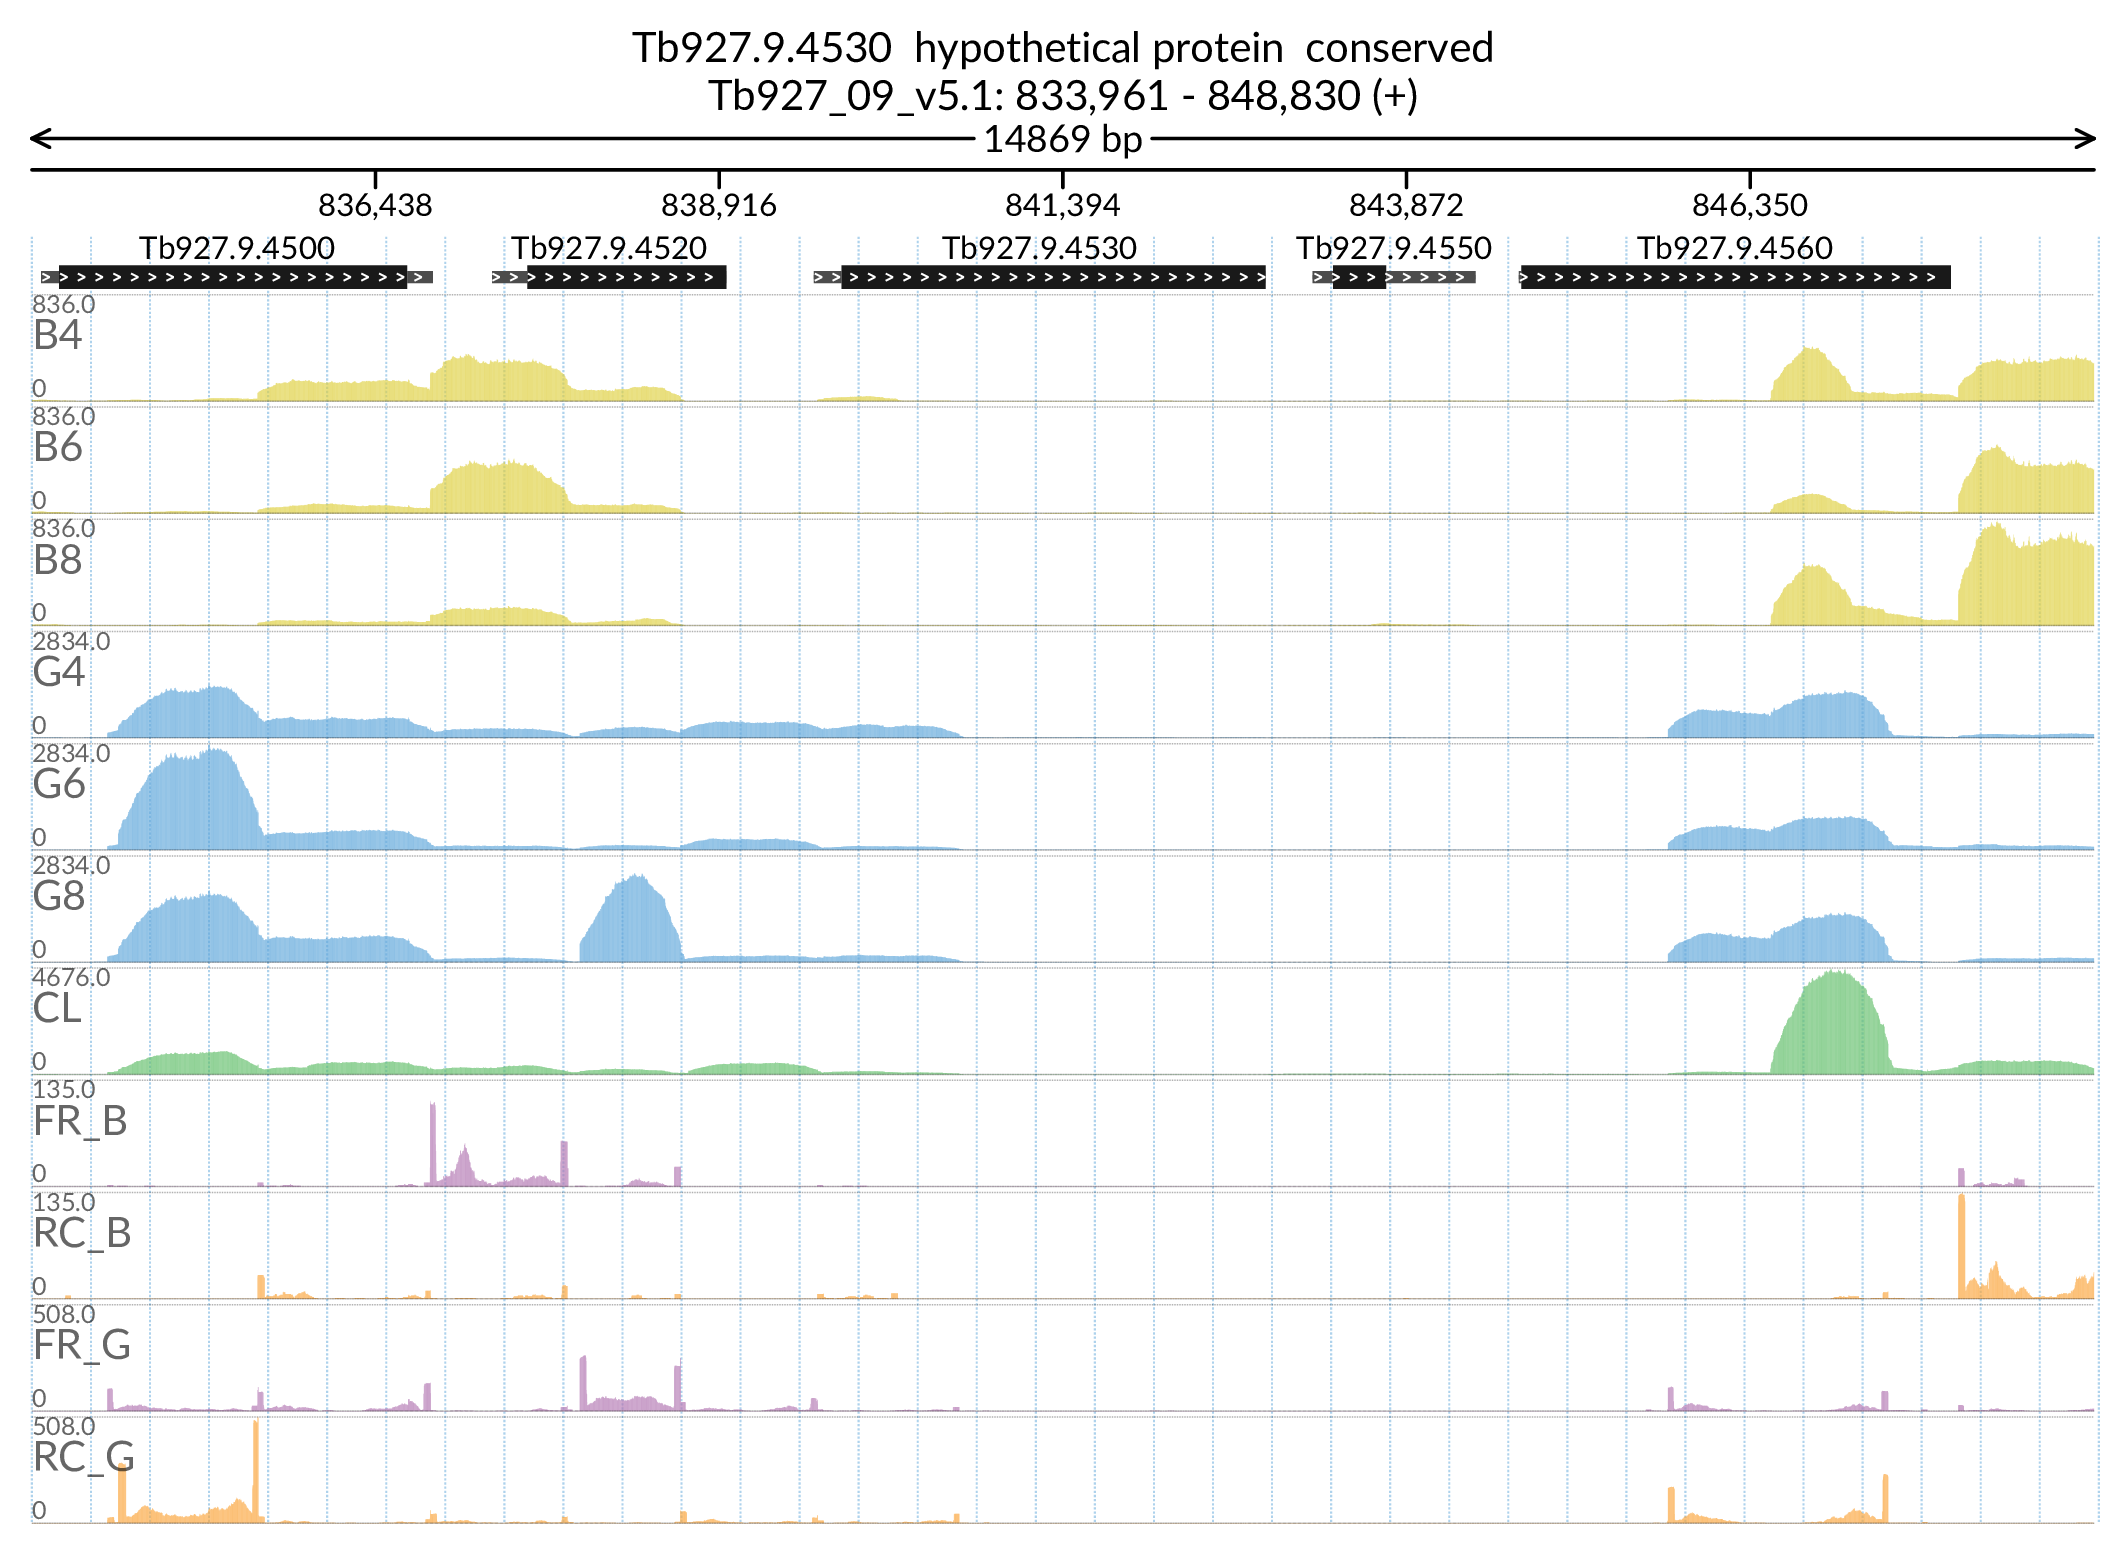 Tb927.9.4530 hypothetical protein conserved
Tb927_09_v5.1: 833,961 - 848,830 (+)
14869 bp
836,438 838,916 841,394 843,872 846,350
Tb927.9.4500 Tb927.9.4520 Tb927.9.4530 Tb927.9.4550 Tb927.9.4560
836.0
B4
0
836.0
B6
0
836.0
B8
0
2834.0
G4
0
2834.0
G6
0
2834.0
G8
0
4676.0
CL
0
135.0
FR_B
0
135.0
RC_B
0
508.0
FR_G
0
508.0
RC_G
0